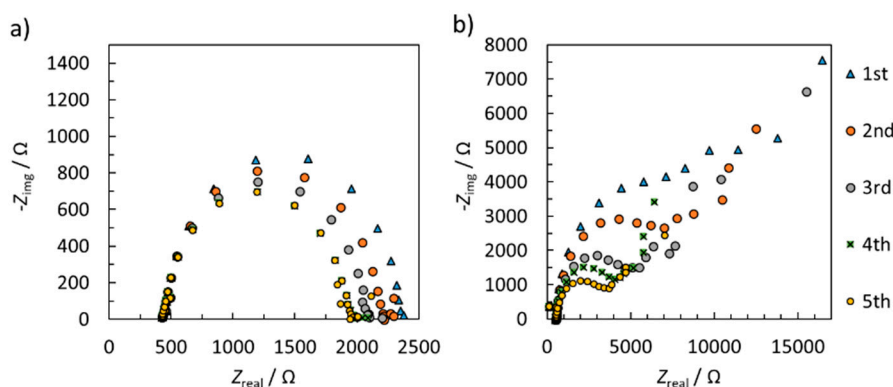 a)
-Zimg / Ω
1400
1200
1000
800
600
400
200
0
0 500 1000 1500 2000 2500
Zreal / Ω
b)
8000
7000
6000
5000
4000
3000
2000
1000
0
0 5000 10000 15000
Zreal / Ω
1st
2nd
3rd
4th
5th